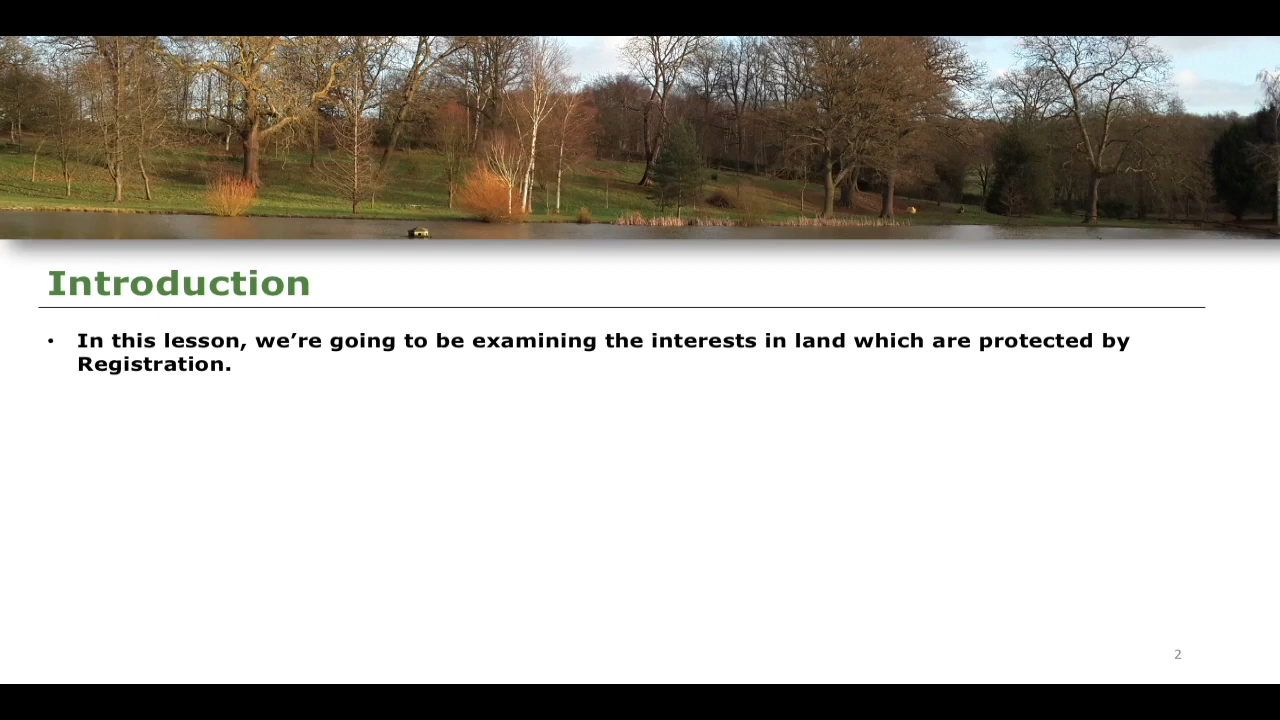 Introduction
• In this lesson, we’re going to be examining the interests in land which are protected by
Registration.
2